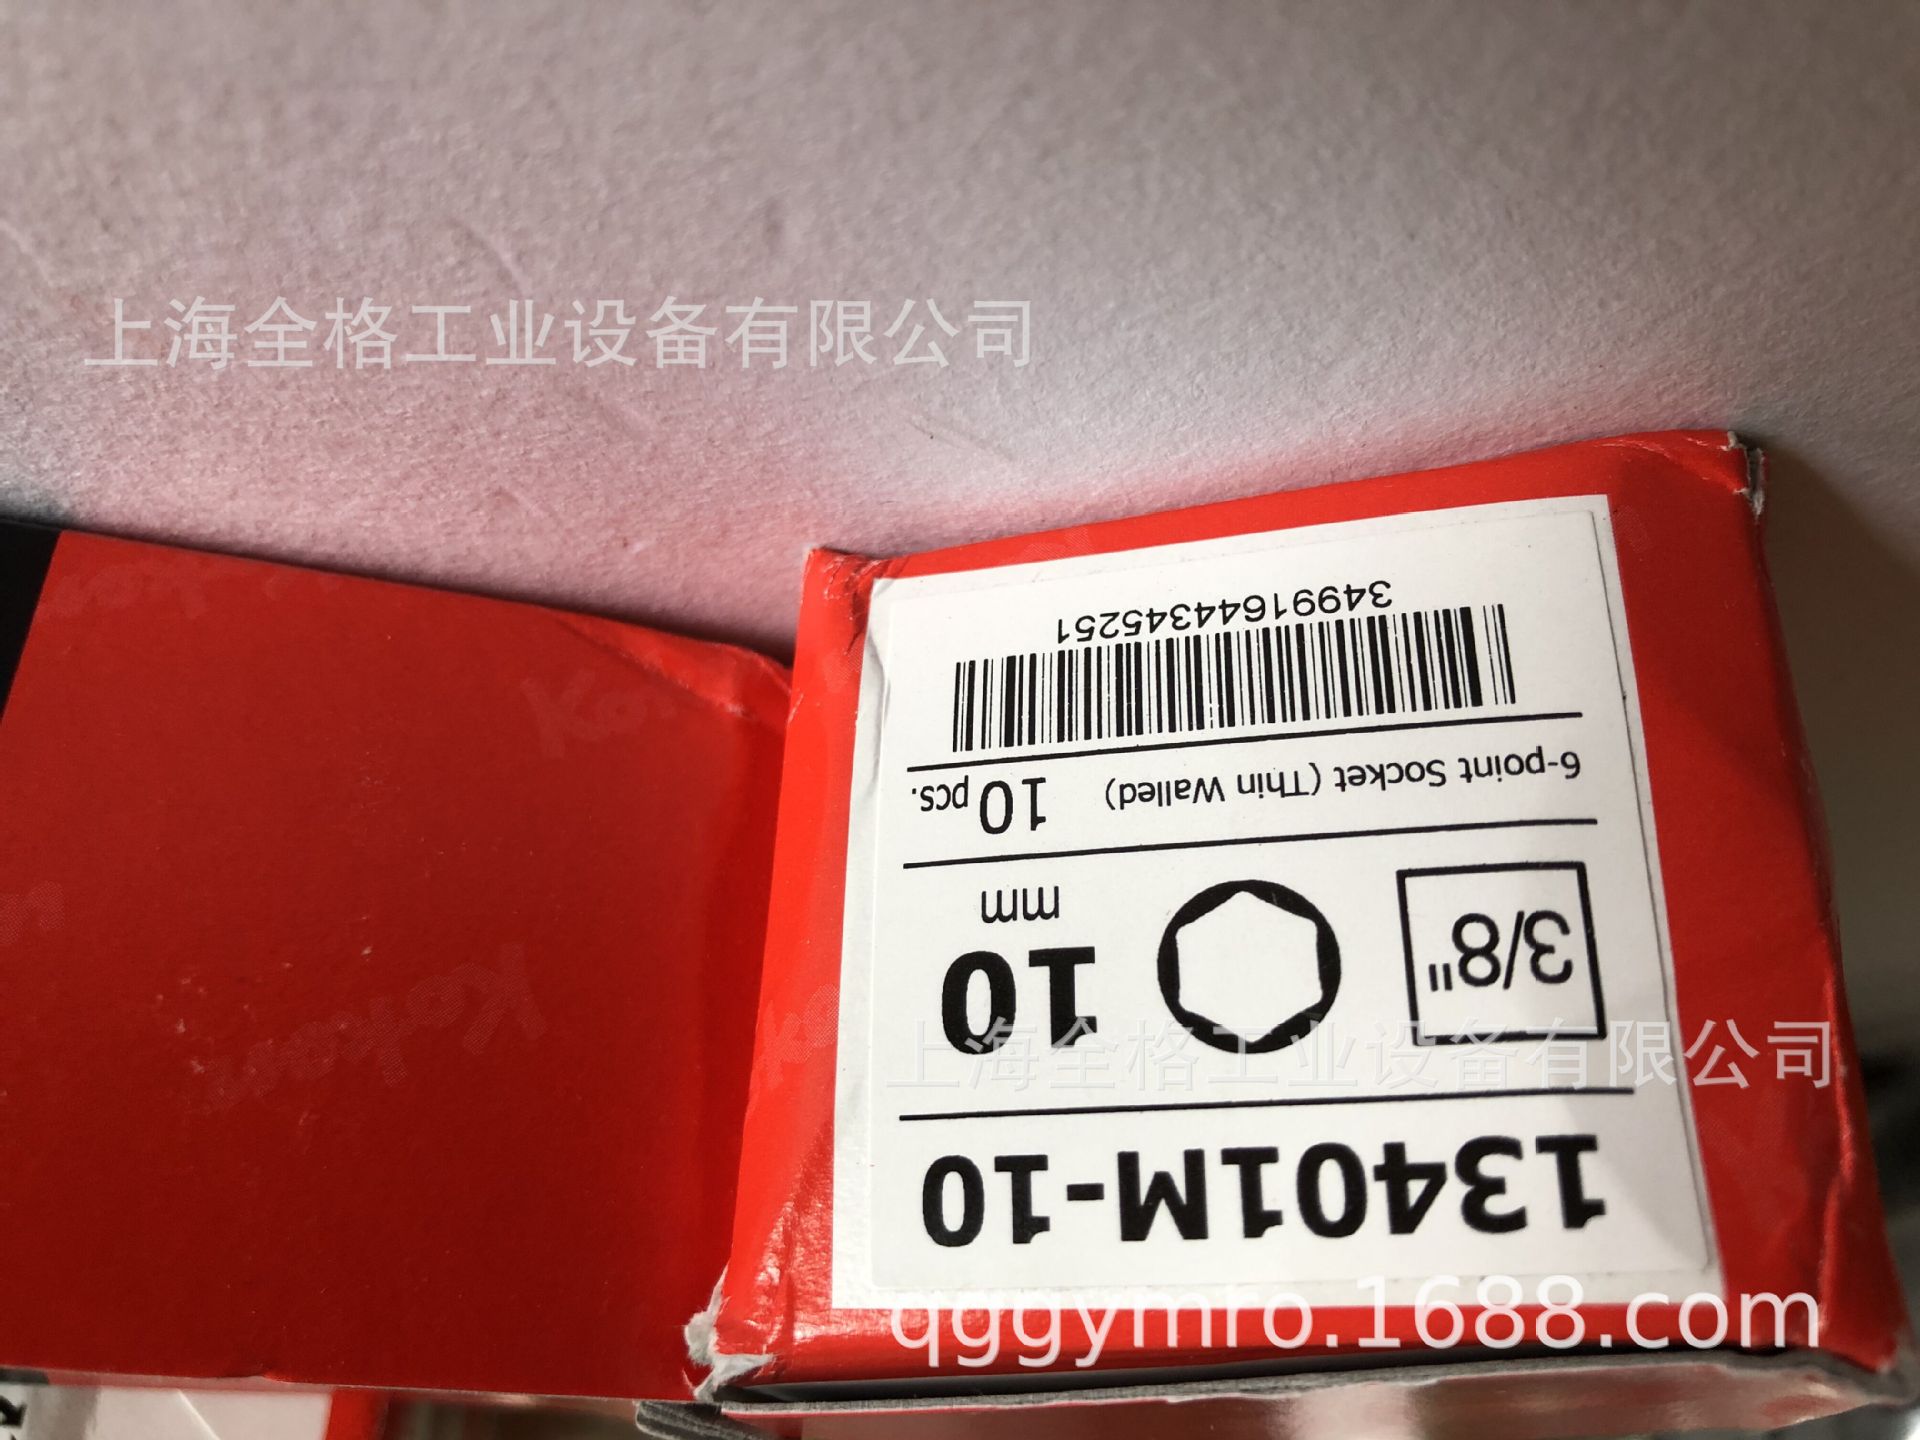 上海全格工业设备有限公司
13401M-10
3/8"
10
mm
6-point Socket (Thin Walled)
10 pcs.
3499164434525​1
上海全格工业设备有限公司
qggymro.1688.com
Ko-ken